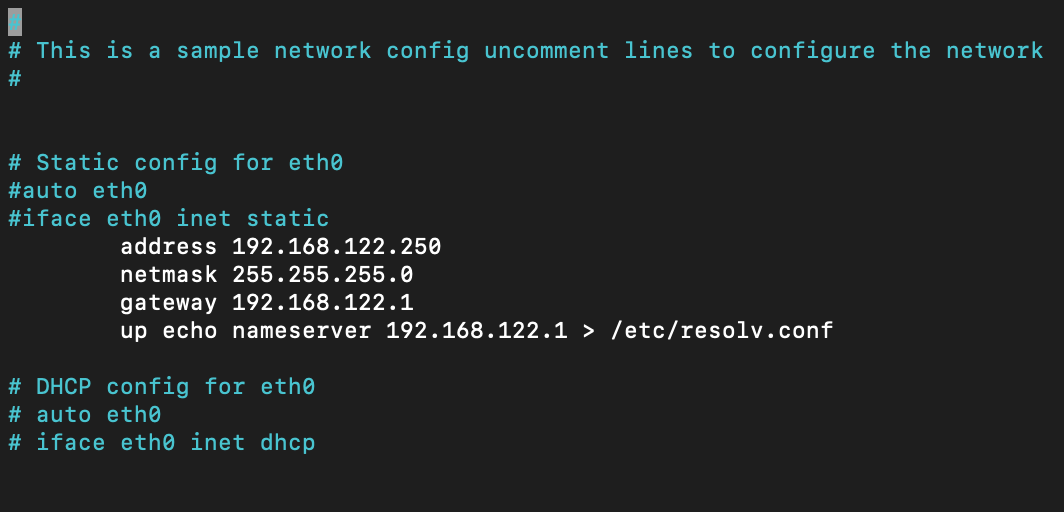 #
# This is a sample network config uncomment lines to configure the network
#
# Static config for eth0
#auto eth0
#iface eth0 inet static
address 192.168.122.250
netmask 255.255.255.0
gateway 192.168.122.1
up echo nameserver 192.168.122.1 > /etc/resolv.conf
# DHCP config for eth0
# auto eth0
# iface eth0 inet dhcp